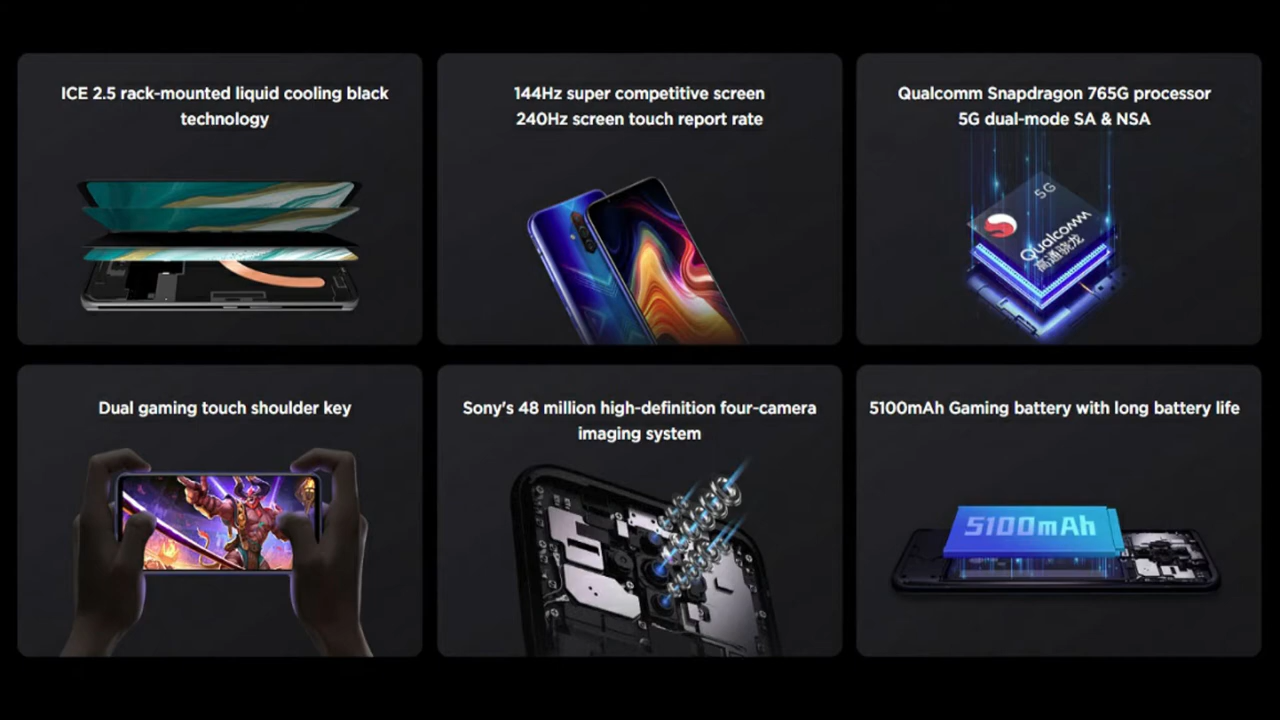 ICE 2.5 rack-mounted liquid cooling black
technology
144Hz super competitive screen
240Hz screen touch report rate
Qualcomm Snapdragon 765G processor
5G dual-mode SA & NSA
5G
Qualcomm
高通骁龙
Dual gaming touch shoulder key
Sony's 48 million high-definition four-camera
imaging system
5100mAh Gaming battery with long battery life
5100mAh